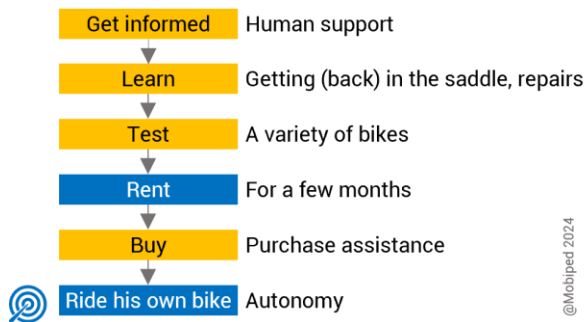 Get informed Human support
Learn Getting (back) in the saddle, repairs
Test A variety of bikes
Rent For a few months
Buy Purchase assistance
Ride his own bike Autonomy
@Mobiped 2024